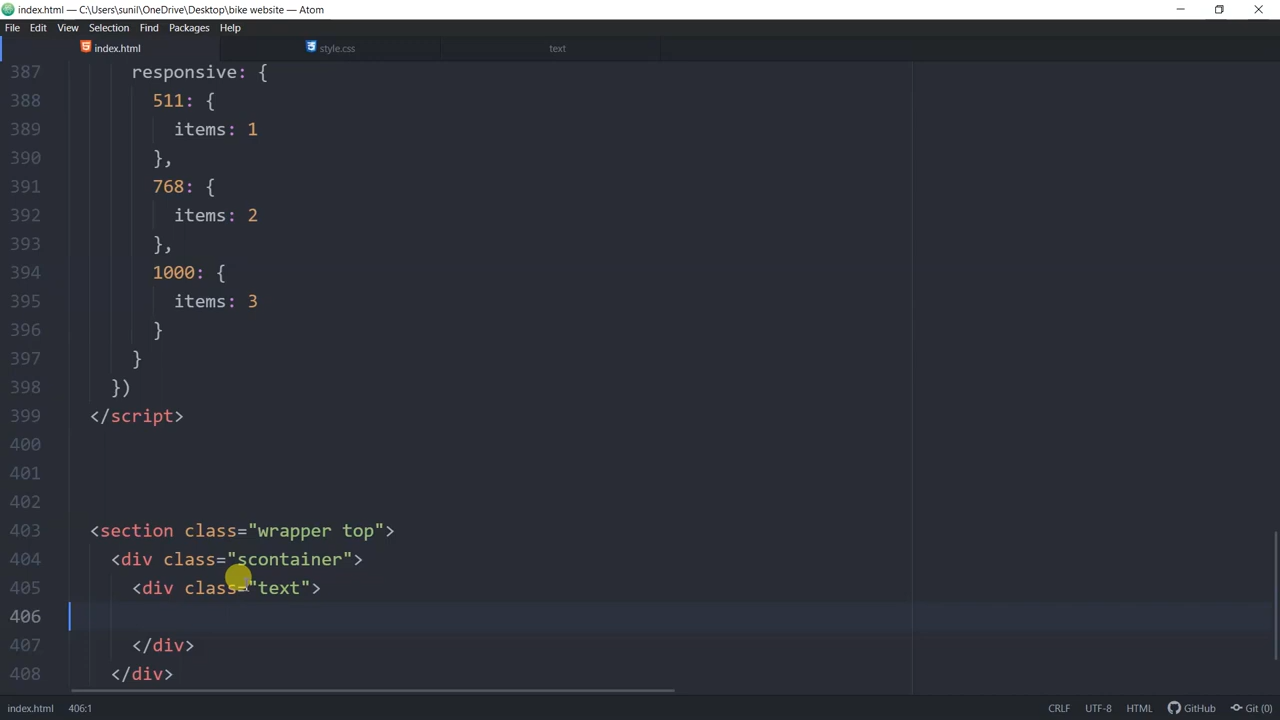 index.html — C:\Users\sunil\OneDrive\Desktop\bike website — Atom
File Edit View Selection Find Packages Help
index.html style.css text
387 responsive: {
388 511: {
389 items: 1
390 },
391 768: {
392 items: 2
393 },
394 1000: {
395 items: 3
396 }
397 }
398 })
399 </script>
400
401
402
403 <section class="wrapper top">
404 <div class="scontainer">
405 <div class="text">
406
407 </div>
408 </div>
index.html 406:1 CRLF UTF-8 HTML GitHub Git (0)